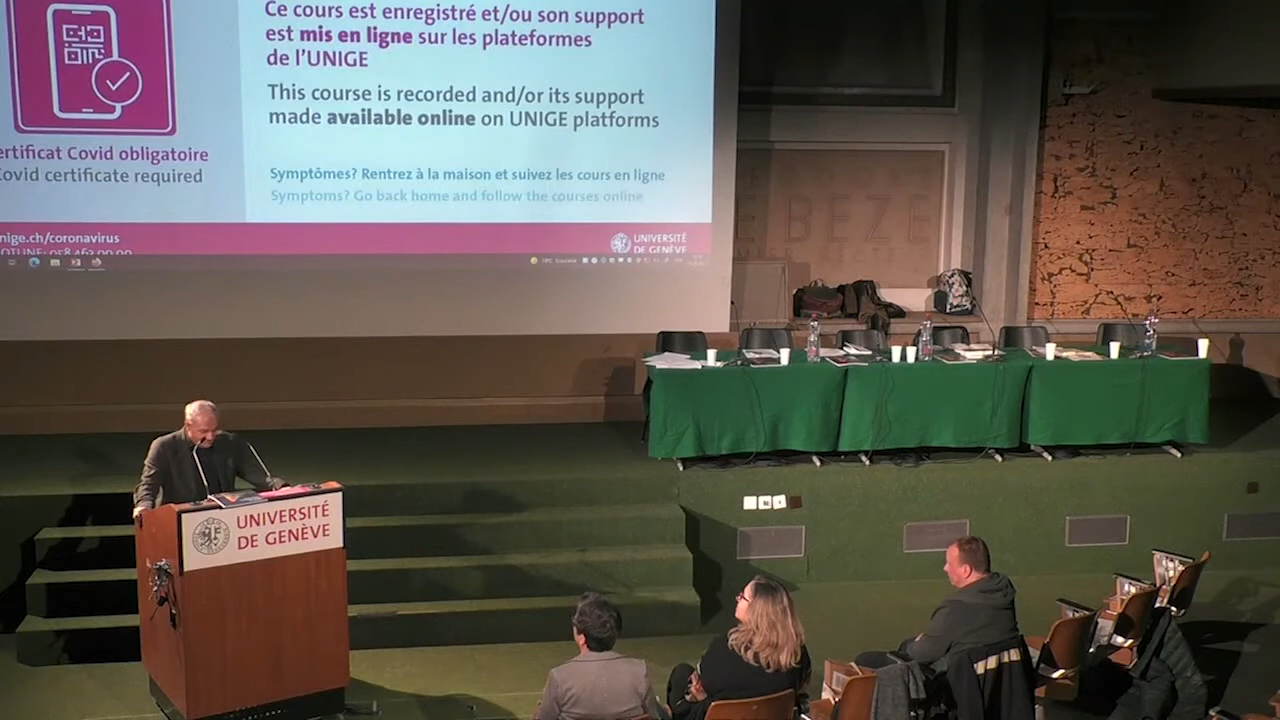 Ce cours est enregistré et/ou son support
est mis en ligne sur les plateformes
de l'UNIGE
This course is recorded and/or its support
made available online on UNIGE platforms
ertificat Covid obligatoire
Covid certificate required
Symptômes? Rentrez à la maison et suivez les cours en ligne
Symptoms? Go back home and follow the courses online
nige.ch/coronavirus
UNIVERSITÉ
DE GENÈVE
E BEZE
UNIVERSITÉ
DE GENÈVE